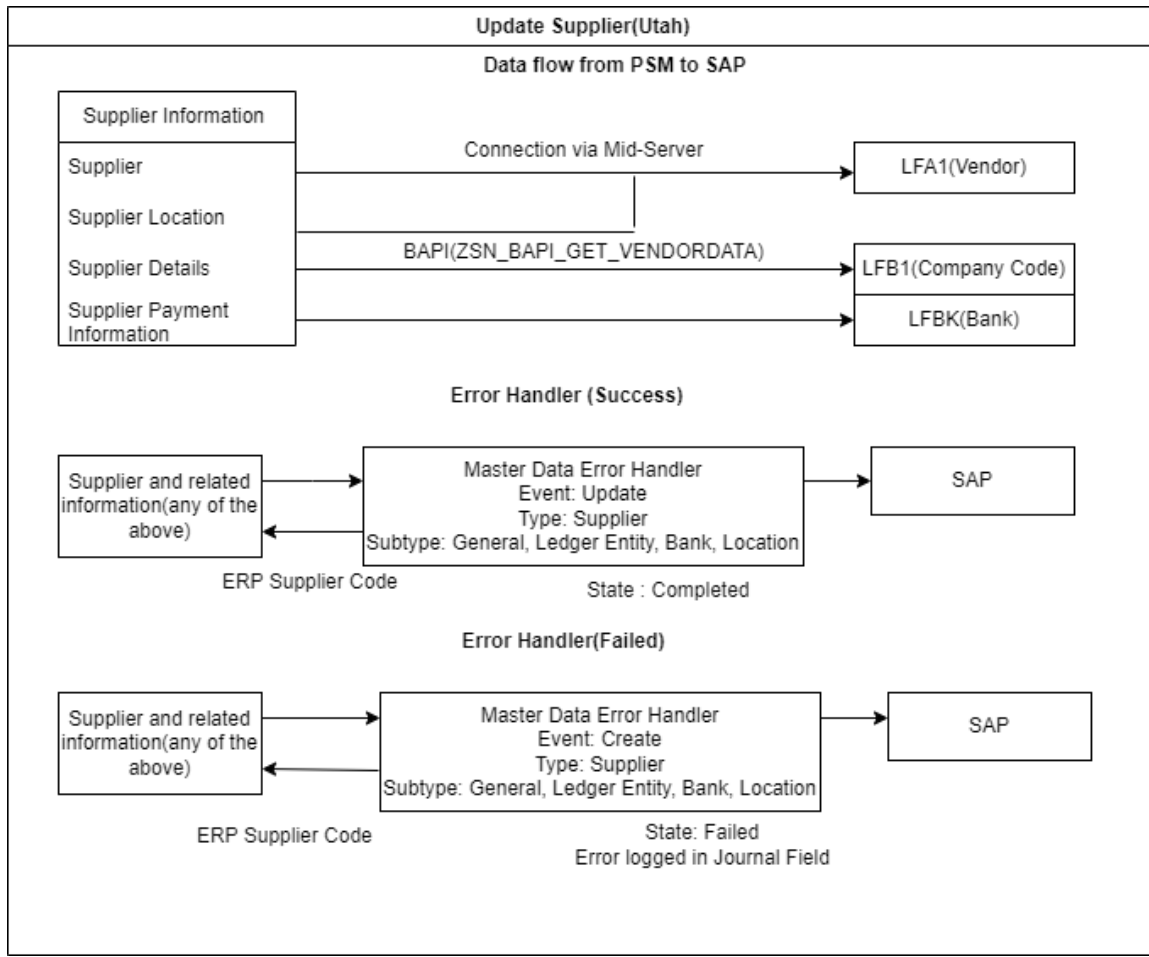 Update Supplier(Utah)
Data flow from PSM to SAP
Supplier Information
Supplier
Supplier Location
Supplier Details
Supplier Payment
Information
Connection via Mid-Server
BAPI(ZSN_BAPI_GET_VENDORDATA)
LFA1(Vendor)
LFB1(Company Code)
LFBK(Bank)
Error Handler (Success)
Supplier and related
information(any of the
above)
Master Data Error Handler
Event: Update
Type: Supplier
Subtype: General, Ledger Entity, Bank, Location
SAP
ERP Supplier Code
State : Completed
Error Handler(Failed)
Supplier and related
information(any of the
above)
Master Data Error Handler
Event: Create
Type: Supplier
Subtype: General, Ledger Entity, Bank, Location
SAP
ERP Supplier Code
State: Failed
Error logged in Journal Field